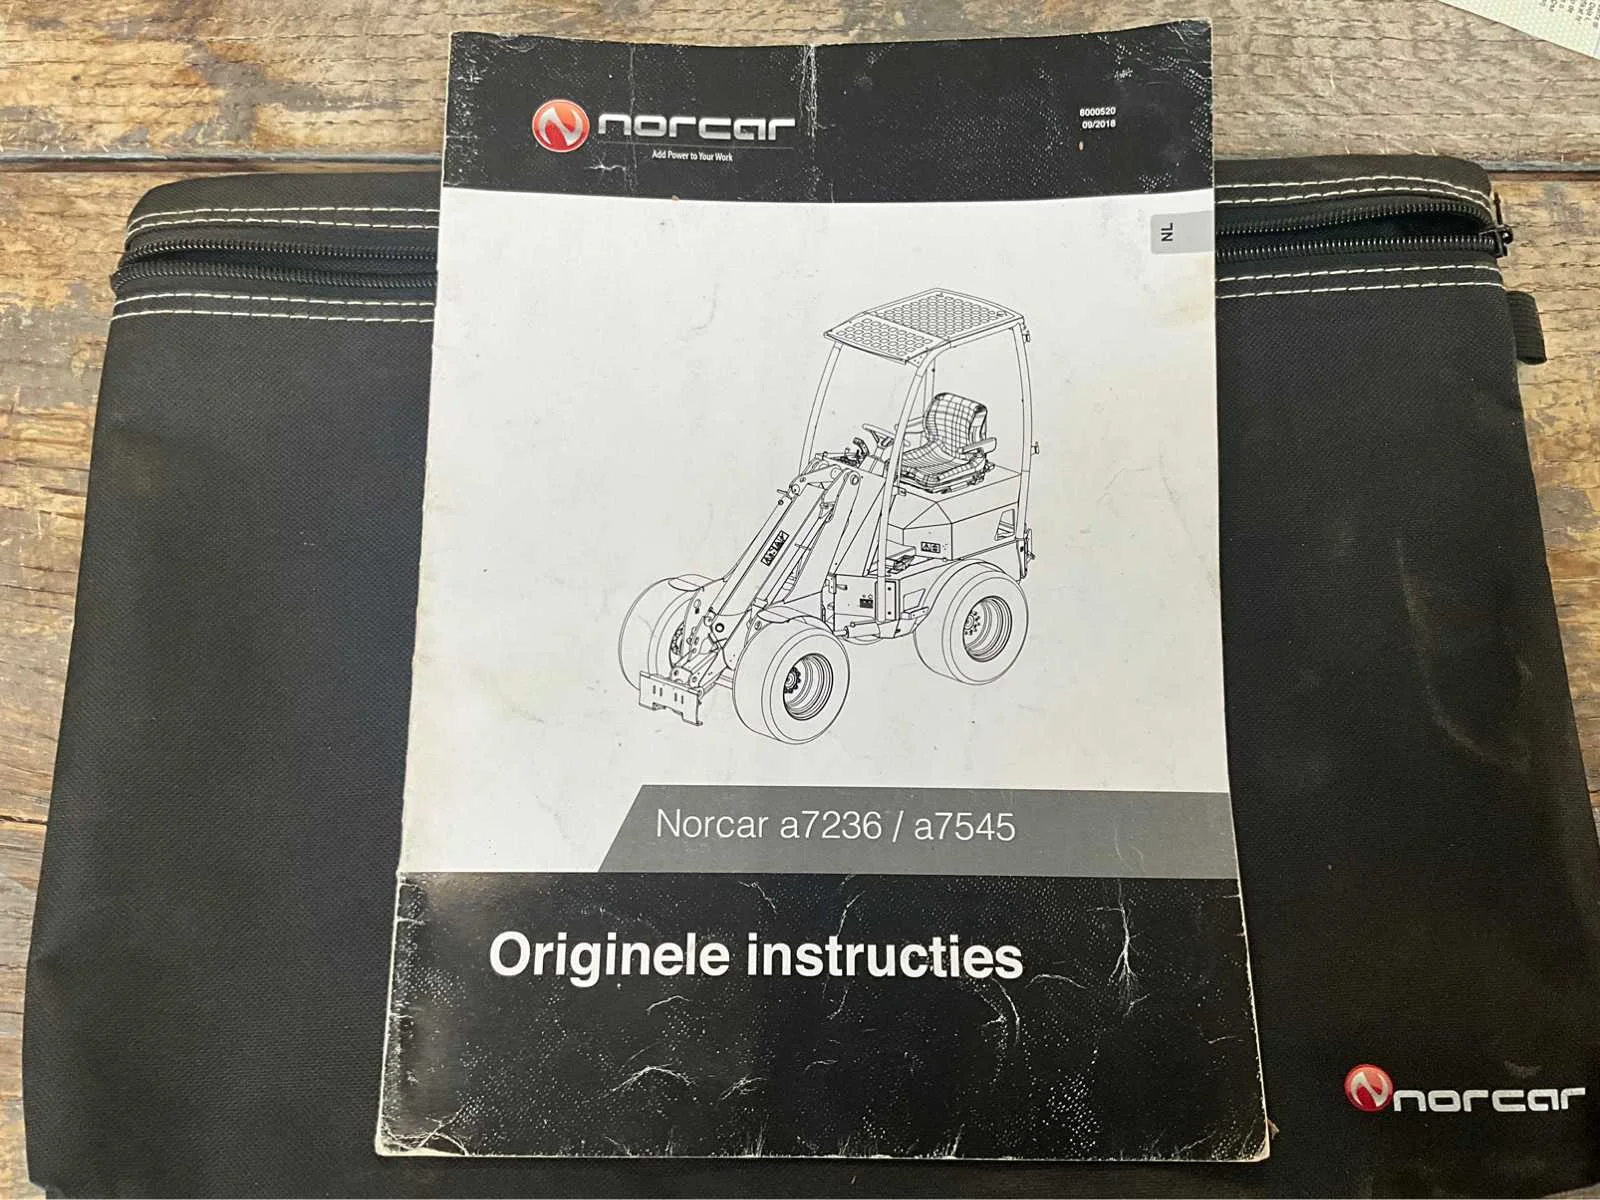 norcar
Add Power to Your Work
8000520
09/2018
NL
Norcar a7236 / a7545
Originele instructies
norcar